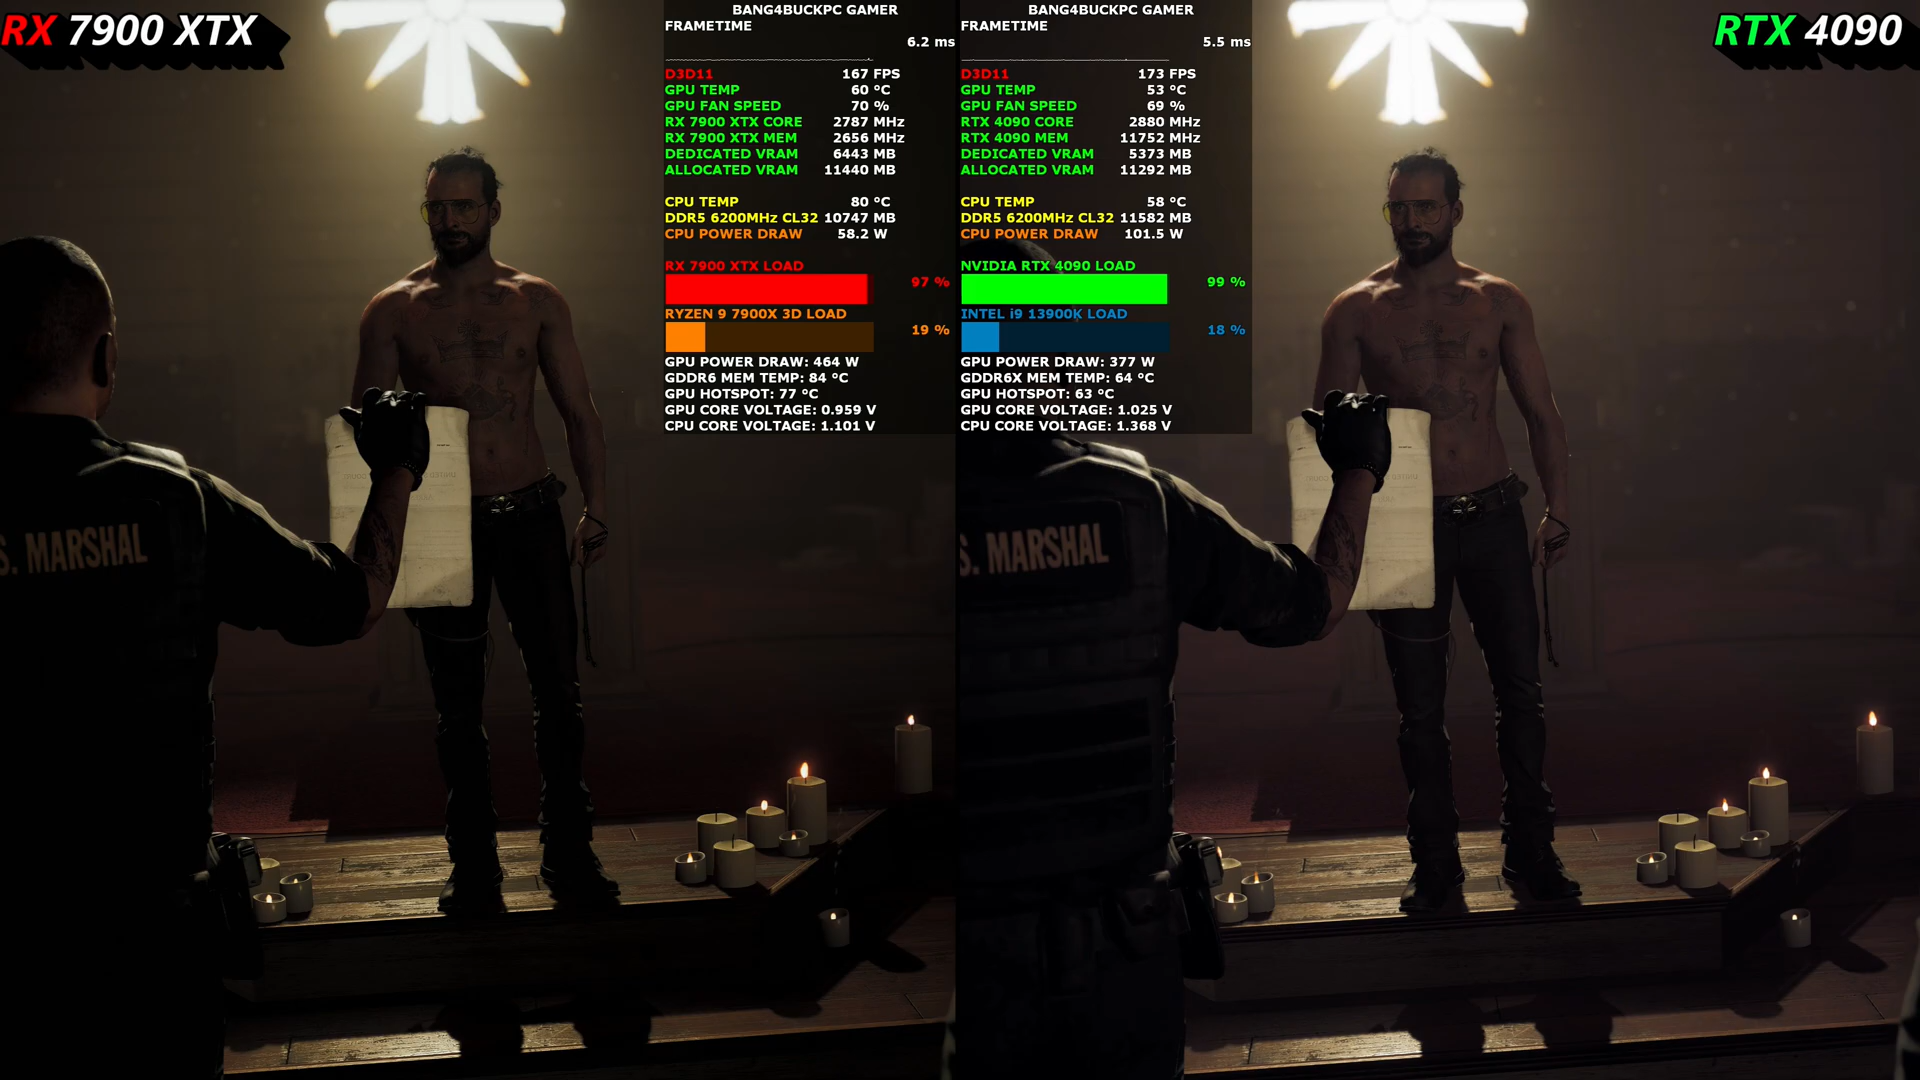 RX 7900 XTX
BANG4BUCKPC GAMER
FRAMETIME
6.2 ms
D3D11 167 FPS
GPU TEMP 60 °C
GPU FAN SPEED 70 %
RX 7900 XTX CORE 2787 MHz
RX 7900 XTX MEM 2656 MHz
DEDICATED VRAM 6443 MB
ALLOCATED VRAM 11440 MB
CPU TEMP 80 °C
DDR5 6200MHz CL32 10747 MB
CPU POWER DRAW 58.2 W
RX 7900 XTX LOAD
97 %
RYZEN 9 7900X 3D LOAD
19 %
GPU POWER DRAW: 464 W
GDDR6 MEM TEMP: 84 °C
GPU HOTSPOT: 77 °C
GPU CORE VOLTAGE: 0.959 V
CPU CORE VOLTAGE: 1.101 V
S. MARSHAL
RTX 4090
BANG4BUCKPC GAMER
FRAMETIME
5.5 ms
D3D11 173 FPS
GPU TEMP 53 °C
GPU FAN SPEED 69 %
RTX 4090 CORE 2880 MHz
RTX 4090 MEM 11752 MHz
DEDICATED VRAM 5373 MB
ALLOCATED VRAM 11292 MB
CPU TEMP 58 °C
DDR5 6200MHz CL32 11582 MB
CPU POWER DRAW 101.5 W
NVIDIA RTX 4090 LOAD
99 %
INTEL i9 13900K LOAD
18 %
GPU POWER DRAW: 377 W
GDDR6X MEM TEMP: 64 °C
GPU HOTSPOT: 63 °C
GPU CORE VOLTAGE: 1.025 V
CPU CORE VOLTAGE: 1.368 V
S. MARSHAL